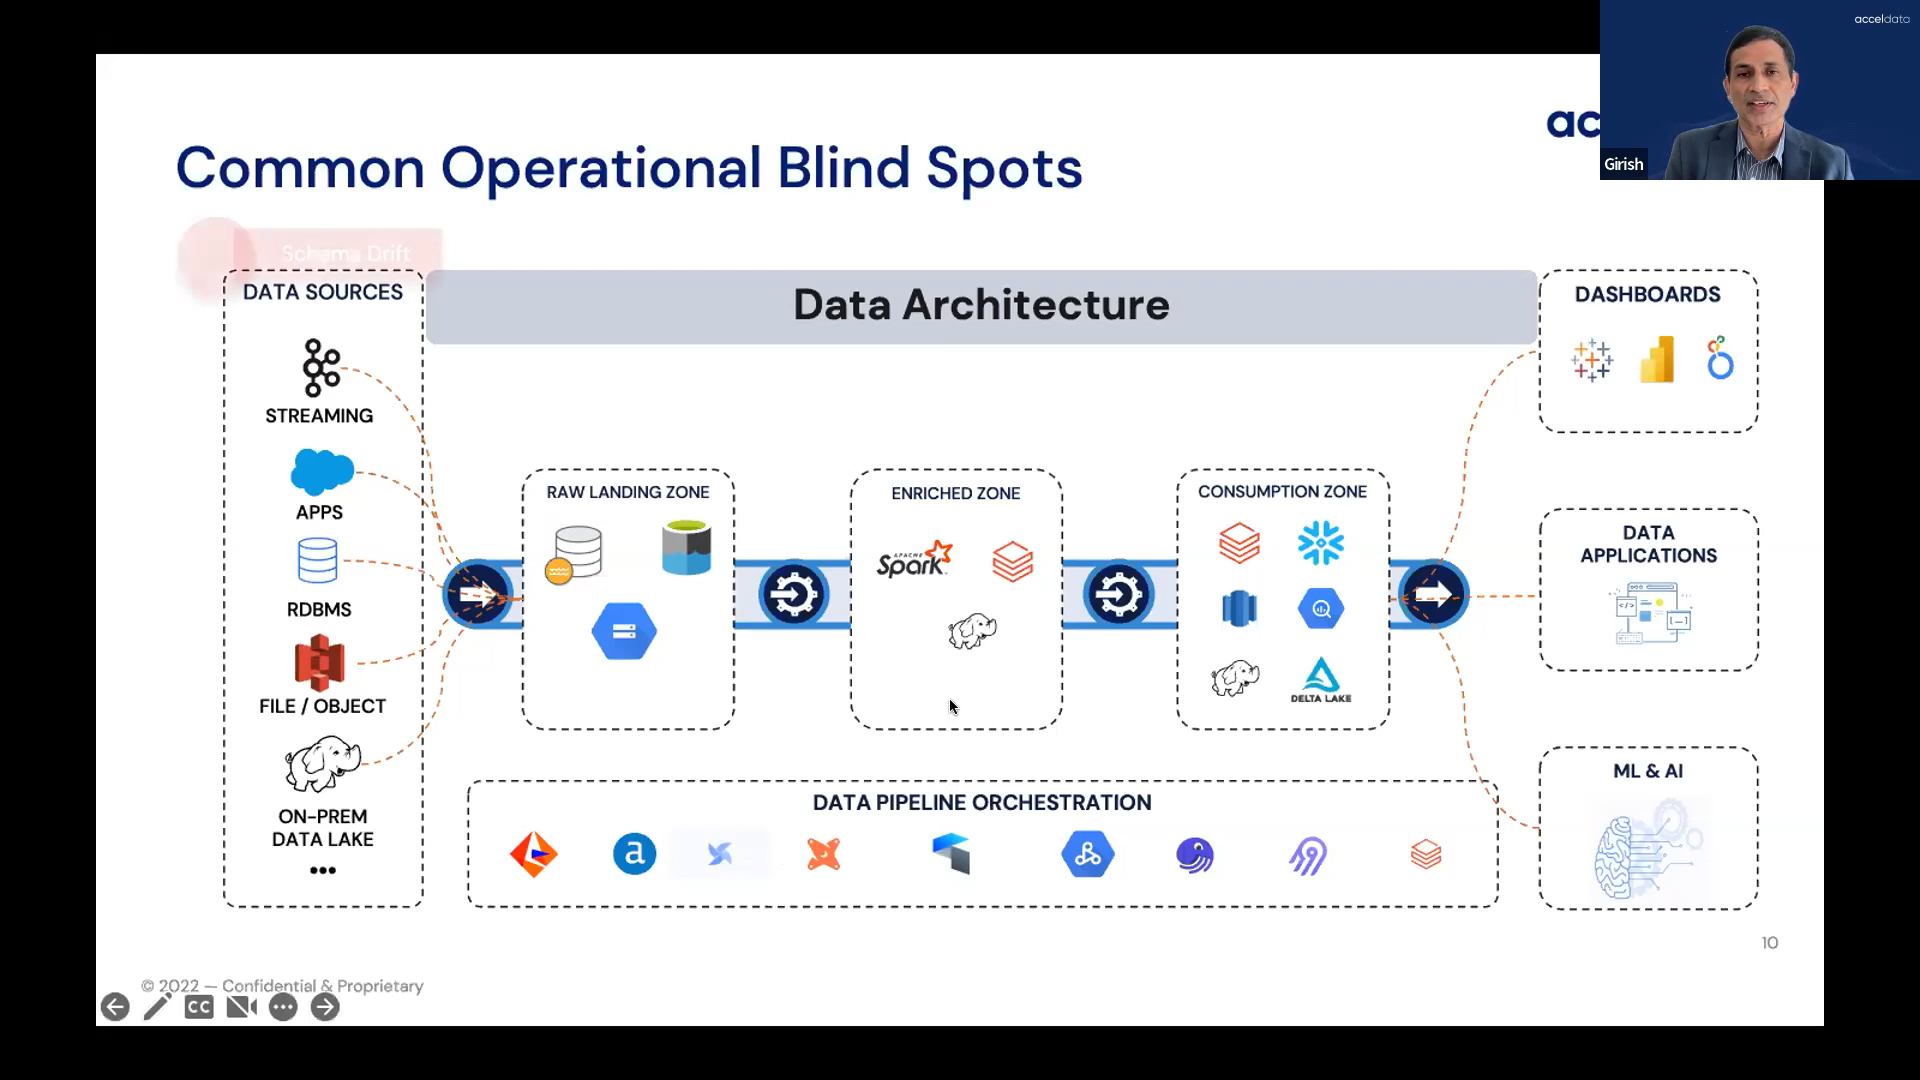 acceldata
Girish
ac
Common Operational Blind Spots
Schema Drift
DATA SOURCES
STREAMING
APPS
RDBMS
FILE / OBJECT
ON-PREM
DATA LAKE
•••
Data Architecture
RAW LANDING ZONE
ENRICHED ZONE
APACHE
Spark
CONSUMPTION ZONE
DELTA LAKE
DATA PIPELINE ORCHESTRATION
a
DASHBOARDS
DATA
APPLICATIONS
ML & AI
10
© 2022 — Confidential & Proprietary
CC